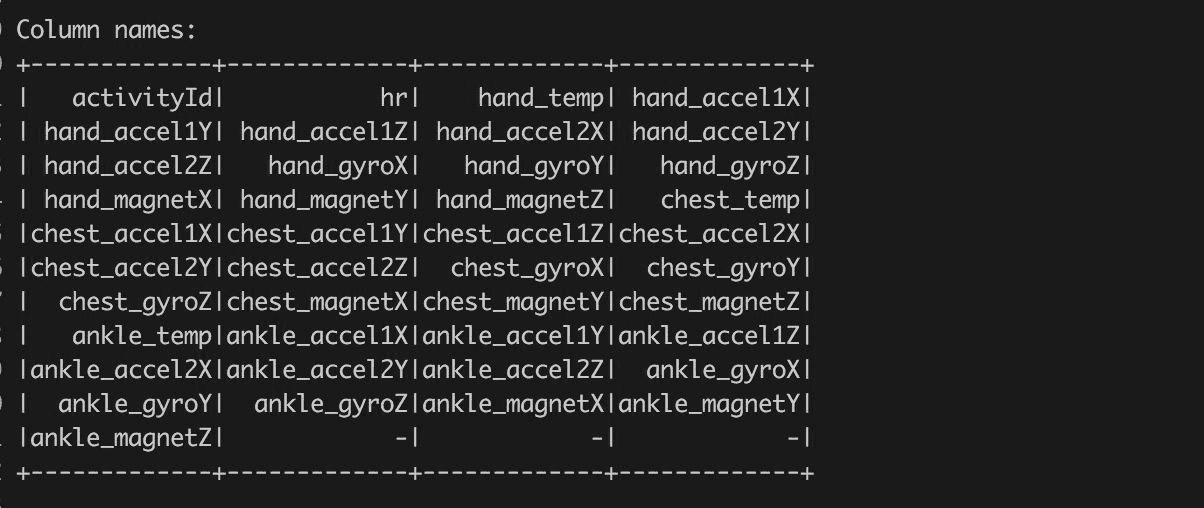 Column names:
+-------------+-------------+-------------+-------------+
|   activityId|           hr|    hand_temp| hand_accel1X|
| hand_accel1Y| hand_accel1Z| hand_accel2X| hand_accel2Y|
| hand_accel2Z|   hand_gyroX|   hand_gyroY|   hand_gyroZ|
| hand_magnetX| hand_magnetY| hand_magnetZ|   chest_temp|
|chest_accel1X|chest_accel1Y|chest_accel1Z|chest_accel2X|
|chest_accel2Y|chest_accel2Z|  chest_gyroX|  chest_gyroY|
|  chest_gyroZ|chest_magnetX|chest_magnetY|chest_magnetZ|
|   ankle_temp|ankle_accel1X|ankle_accel1Y|ankle_accel1Z|
|ankle_accel2X|ankle_accel2Y|ankle_accel2Z|  ankle_gyroX|
|  ankle_gyroY|  ankle_gyroZ|ankle_magnetX|ankle_magnetY|
|ankle_magnetZ|            -|            -|            -|
+-------------+-------------+-------------+-------------+